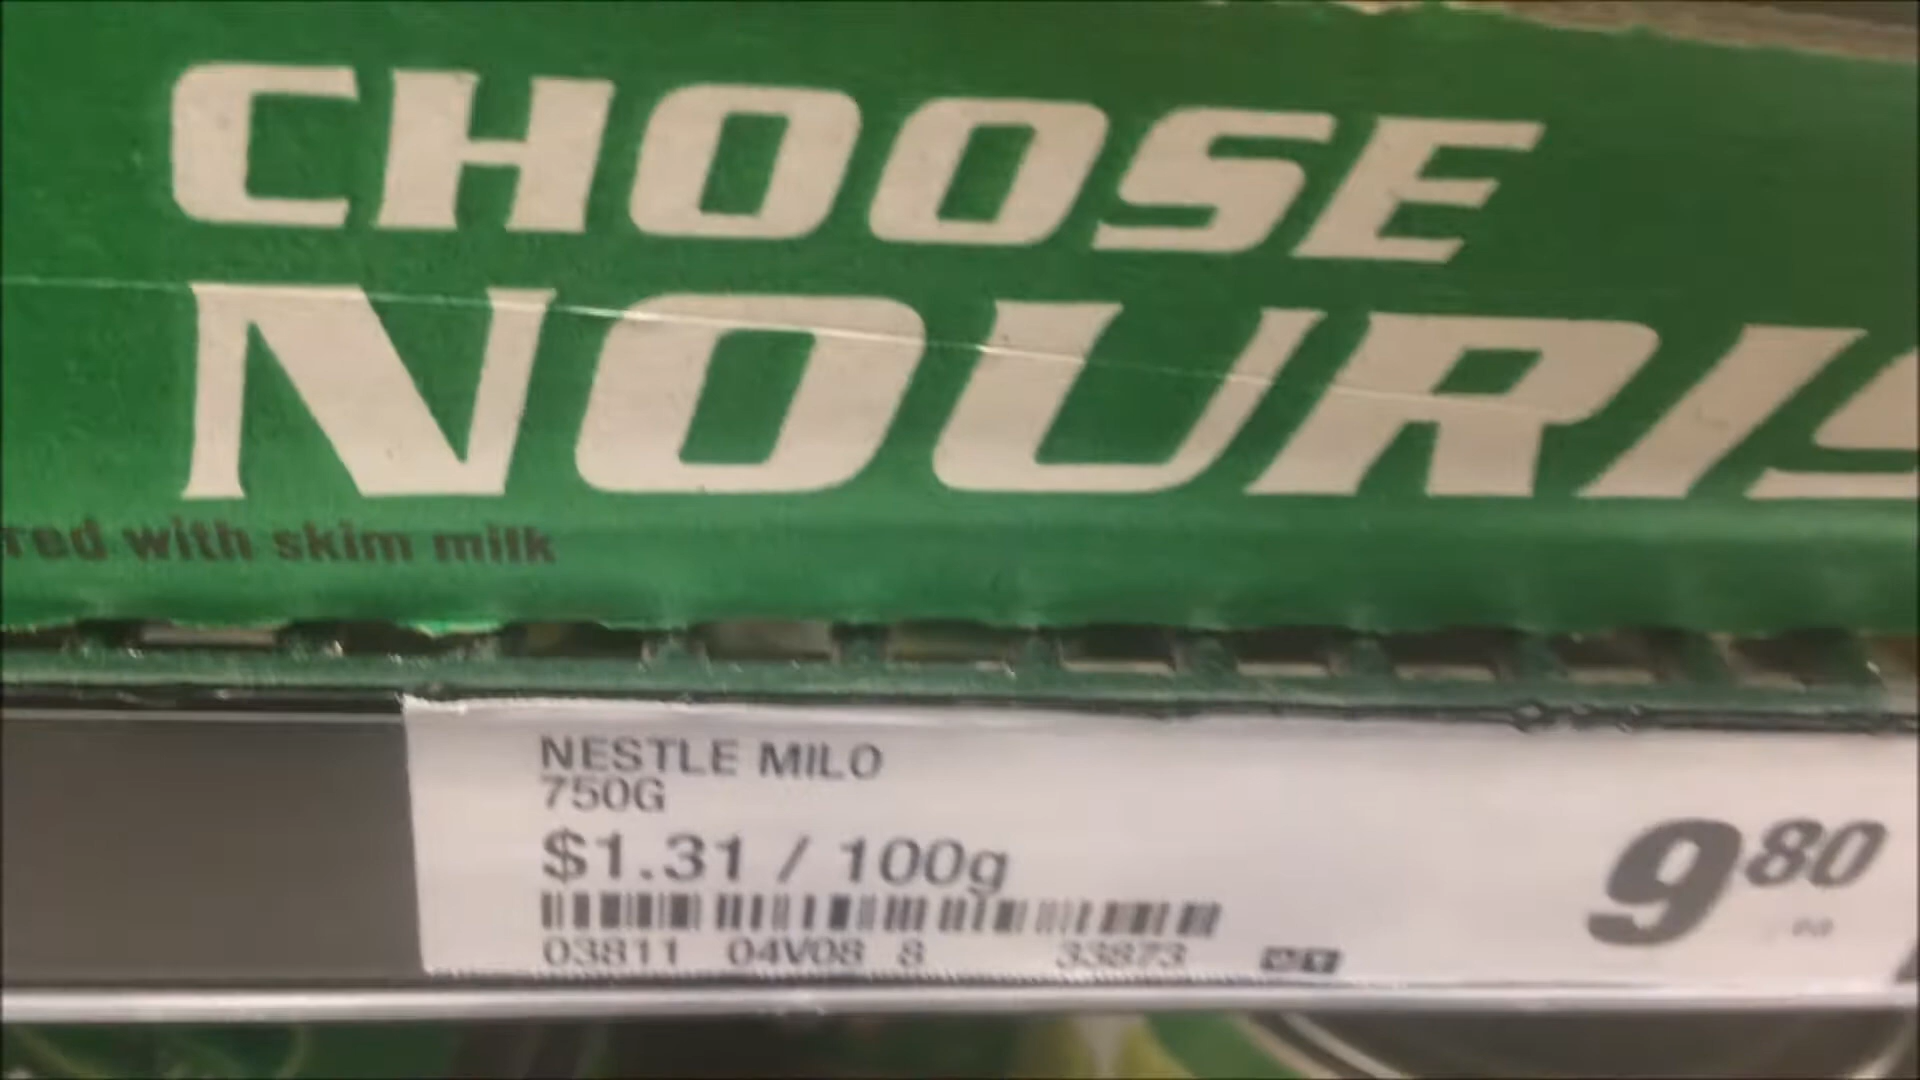 CHOOSE
NOURIS
red with skim milk
NESTLE MILO
750G
$1.31 / 100g
9 80
03811 04V08 8 33873